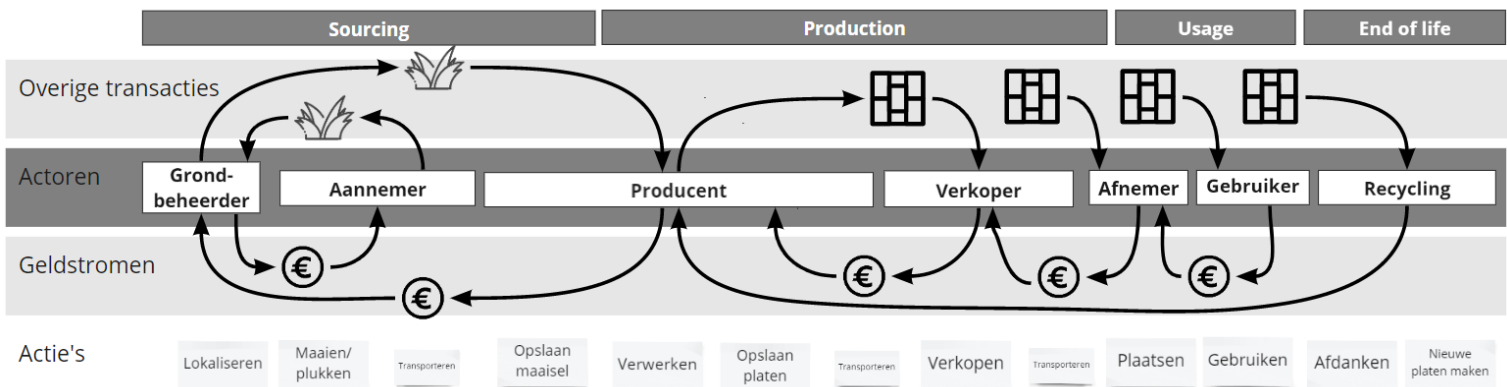 Sourcing
Production
Usage
End of life
Overige transacties
Actoren
Grond-
beheerder
Aannemer
Producent
Verkoper
Afnemer
Gebruiker
Recycling
Geldstromen
€
€
€
€
€
Actie's
Lokaliseren
Maaien/
plukken
Transporteren
Opslaan
maaisel
Verwerken
Opslaan
platen
Transporteren
Verkopen
Transporteren
Plaatsen
Gebruiken
Afdanken
Nieuwe
platen maken